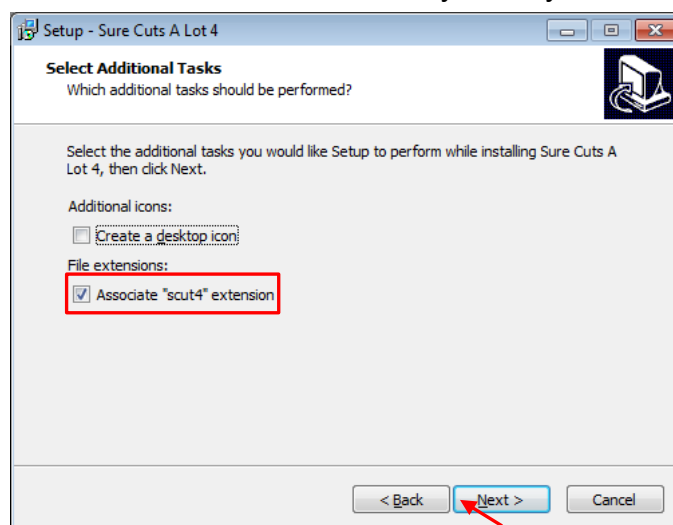 Setup - Sure Cuts A Lot 4
Select Additional Tasks
Which additional tasks should be performed?
Select the additional tasks you would like Setup to perform while installing Sure Cuts A
Lot 4, then click Next.
Additional icons:
Create a desktop icon
File extensions:
Associate "scut4" extension
< Back
Next >
Cancel